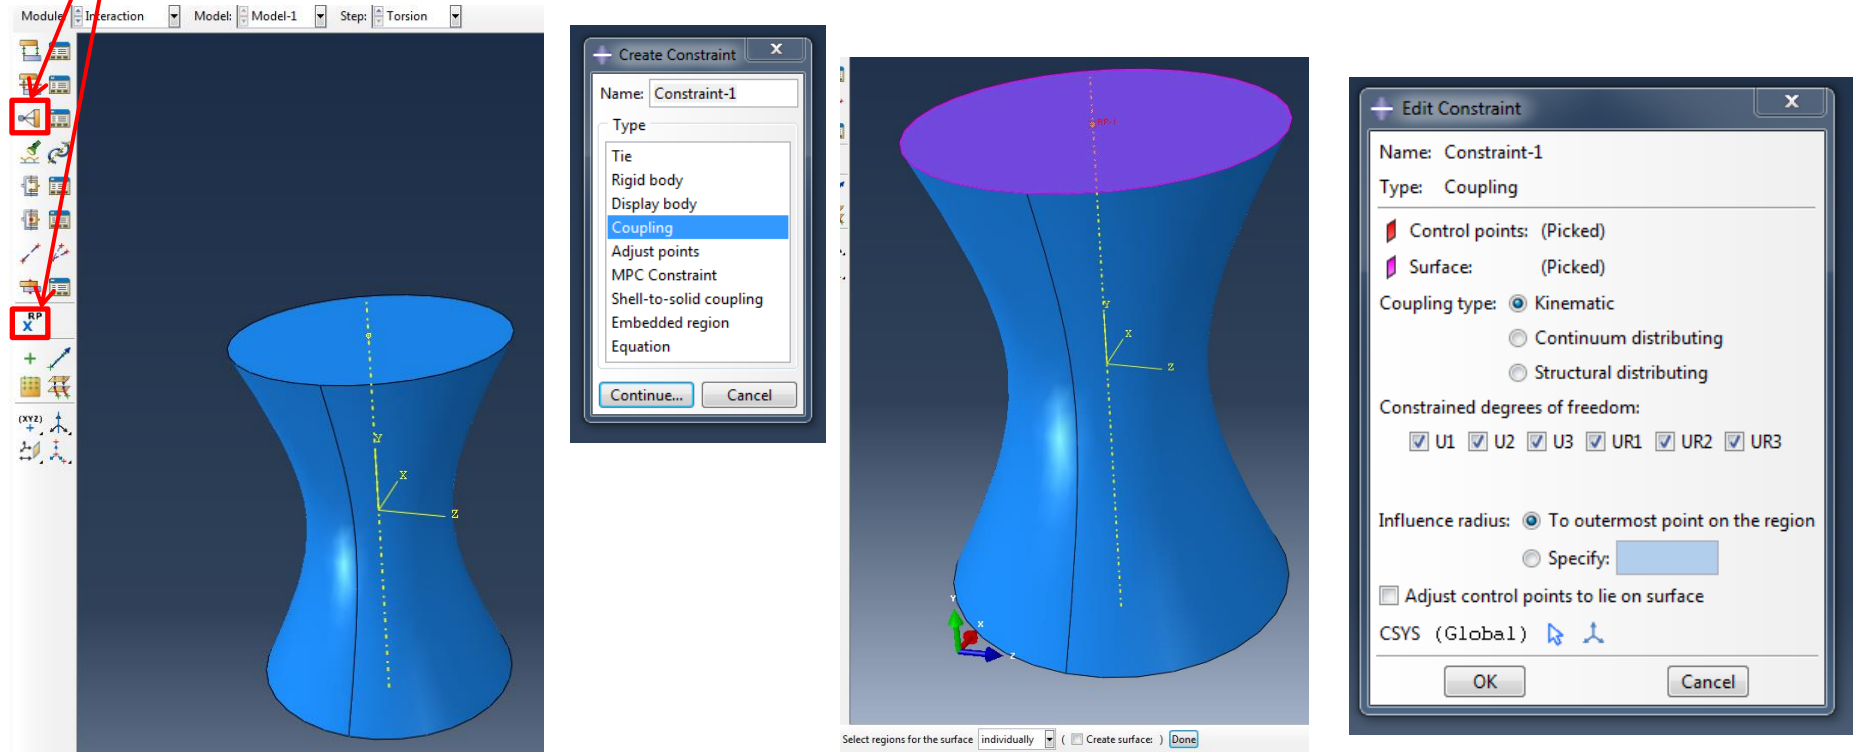 Module: Interaction Model: Model-1 Step: Torsion
RP
X
(XYZ)
Y
X
Z
Create Constraint
X
Name: Constraint-1
Type
Tie
Rigid body
Display body
Coupling
Adjust points
MPC Constraint
Shell-to-solid coupling
Embedded region
Equation
Continue... Cancel
RP-1
Y
X
Z
Y
X
Z
Select regions for the surface individually ( Create surface: ) Done
Edit Constraint
X
Name: Constraint-1
Type: Coupling
Control points: (Picked)
Surface: (Picked)
Coupling type: Kinematic
Continuum distributing
Structural distributing
Constrained degrees of freedom:
U1 U2 U3 UR1 UR2 UR3
Influence radius: To outermost point on the region
Specify:
Adjust control points to lie on surface
CSYS (Global)
OK Cancel